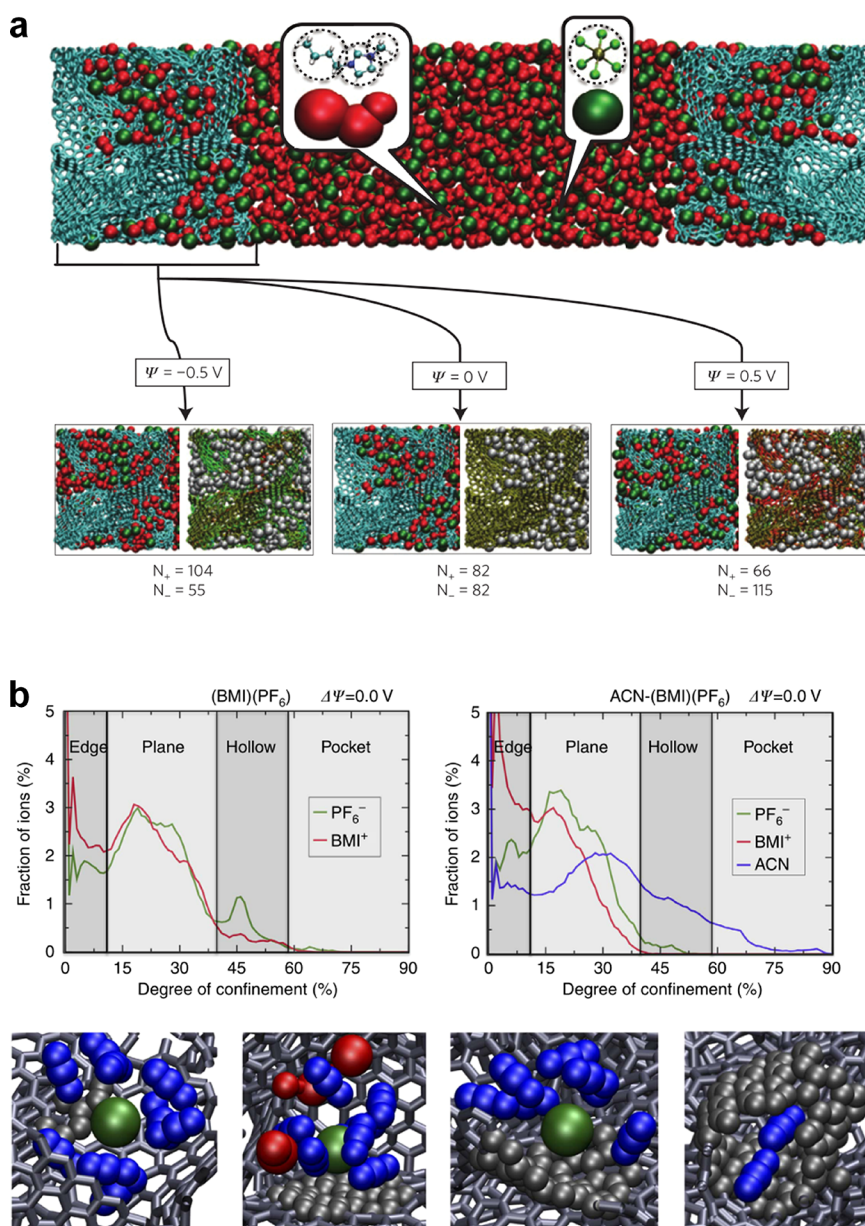 a
Ψ = −0.5 V
Ψ = 0 V
Ψ = 0.5 V
N₊ = 104
N₋ = 55
N₊ = 82
N₋ = 82
N₊ = 66
N₋ = 115
b
(BMI)(PF₆) ΔΨ=0.0 V
5
4
3
2
1
0
Edge
Plane
Hollow
Pocket
PF₆⁻
BMI⁺
Fraction of ions (%)
0 15 30 45 60 75 90
Degree of confinement (%)
ACN-(BMI)(PF₆) ΔΨ=0.0 V
5
4
3
2
1
0
Edge
Plane
Hollow
Pocket
PF₆⁻
BMI⁺
ACN
Fraction of ions (%)
0 15 30 45 60 75 90
Degree of confinement (%)